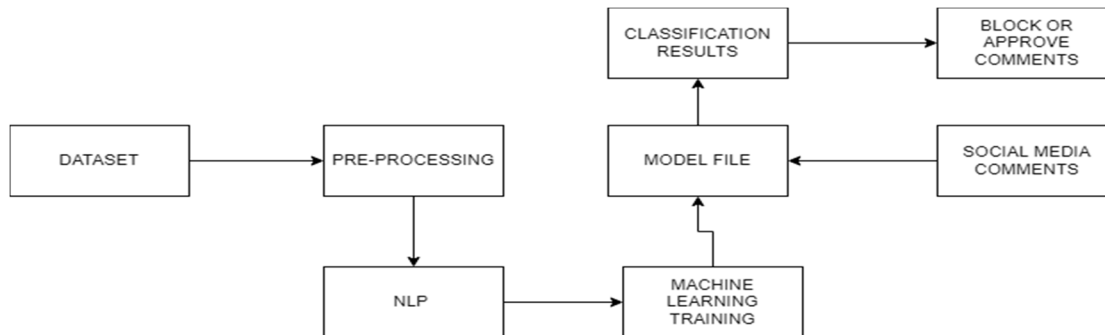 CLASSIFICATION
RESULTS
BLOCK OR
APPROVE
COMMENTS
DATASET
PRE-PROCESSING
MODEL FILE
SOCIAL MEDIA
COMMENTS
NLP
MACHINE
LEARNING
TRAINING